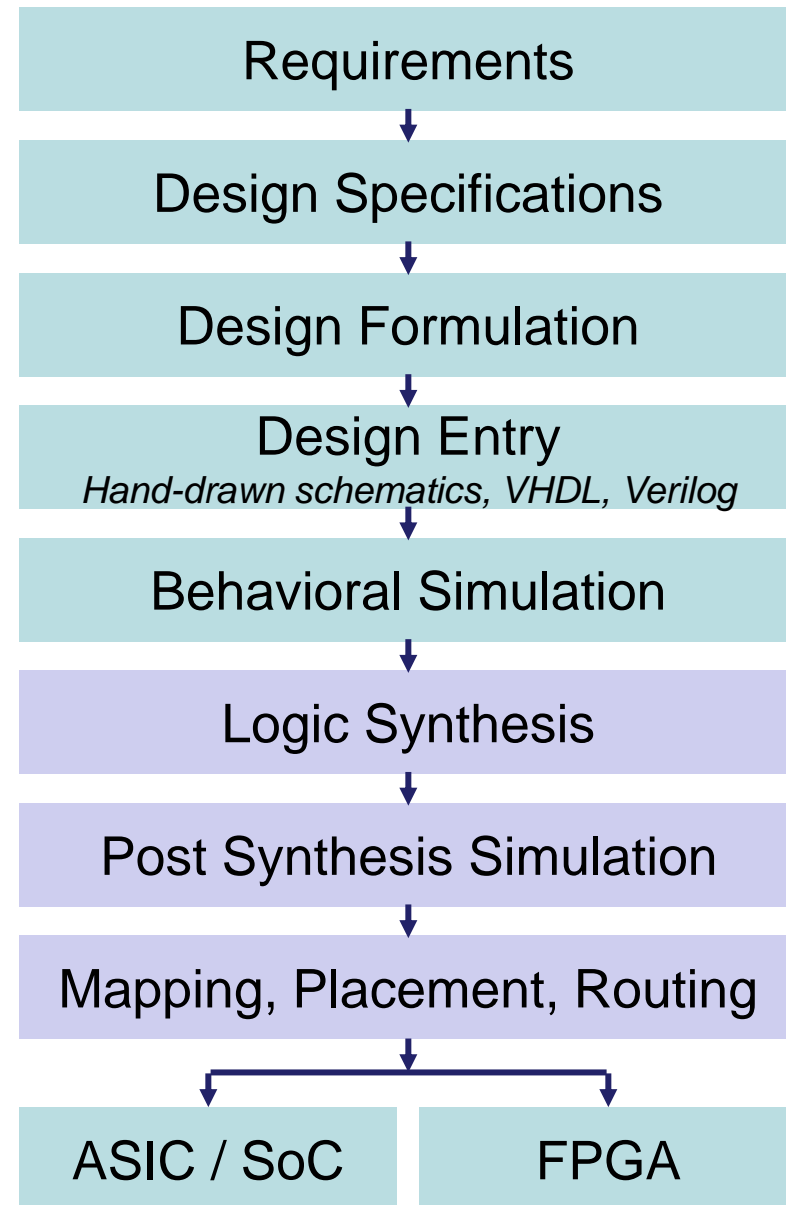 Requirements
Design Specifications
Design Formulation
Design Entry
Hand-drawn schematics, VHDL, Verilog
Behavioral Simulation
Logic Synthesis
Post Synthesis Simulation
Mapping, Placement, Routing
ASIC / SoC
FPGA